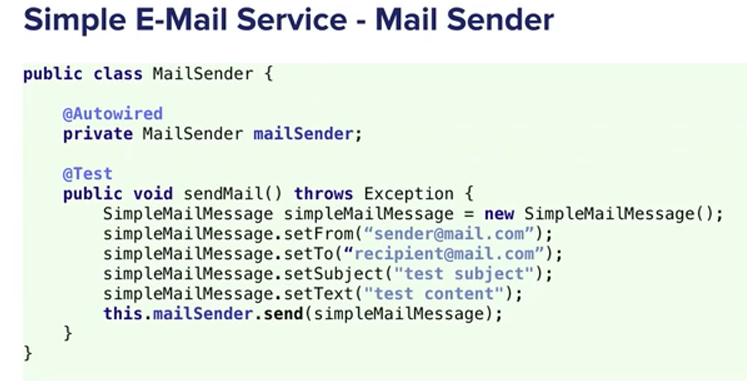 Simple E-Mail Service - Mail Sender
public class MailSender {
@Autowired
private MailSender mailSender;
@Test
public void sendMail() throws Exception {
SimpleMailMessage simpleMailMessage = new SimpleMailMessage();
simpleMailMessage.setFrom(“sender@mail.com”);
simpleMailMessage.setTo(“recipient@mail.com”);
simpleMailMessage.setSubject("test subject");
simpleMailMessage.setText("test content");
this.mailSender.send(simpleMailMessage);
}
}